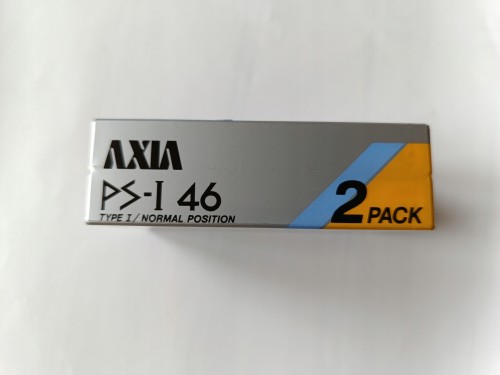 AXIA
PS-I 46
TYPE I/NORMAL POSITION
2 PACK